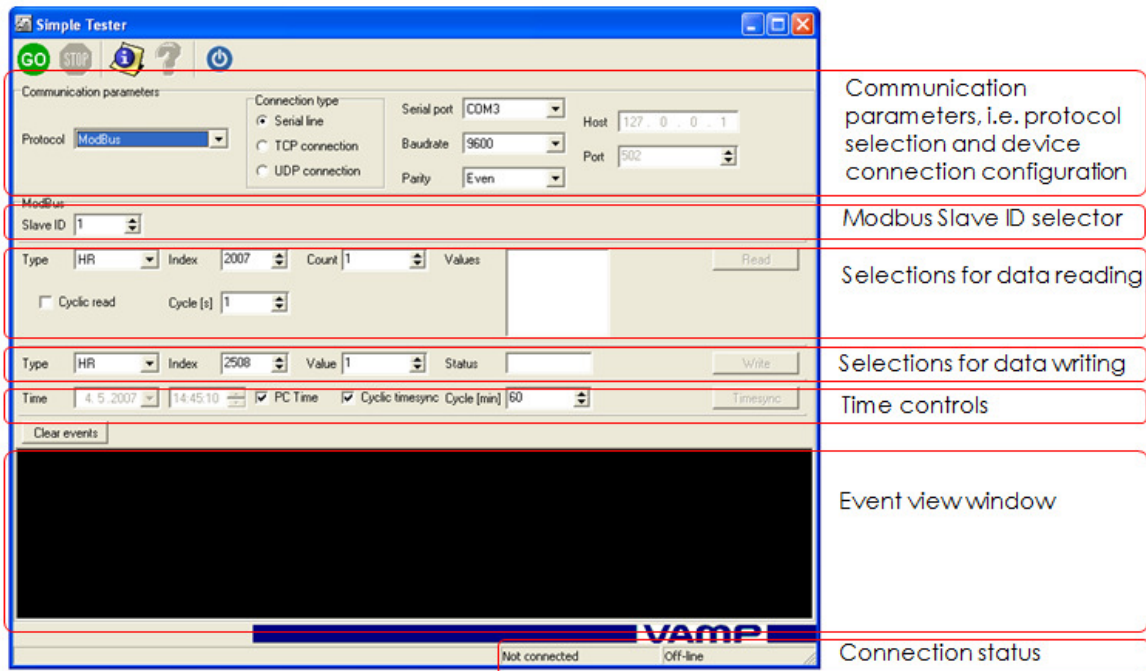 Simple Tester
GO STOP
Communication parameters
Protocol ModBus
Connection type
Serial line
TCP connection
UDP connection
Serial port COM3
Baudrate 9600
Parity Even
Host 127 . 0 . 0 . 1
Port 502
Communication
parameters, i.e. protocol
selection and device
connection configuration
ModBus
Slave ID 1
Modbus Slave ID selector
Type HR Index 2007 Count 1 Values Read
Cyclic read Cycle [s] 1
Selections for data reading
Type HR Index 2508 Value 1 Status Write
Selections for data writing
Time 4. 5.2007 14:45:10 PC Time Cyclic timesync Cycle [min] 60 Timesync
Time controls
Clear events
Event view window
VAMP
Not connected Off-line
Connection status